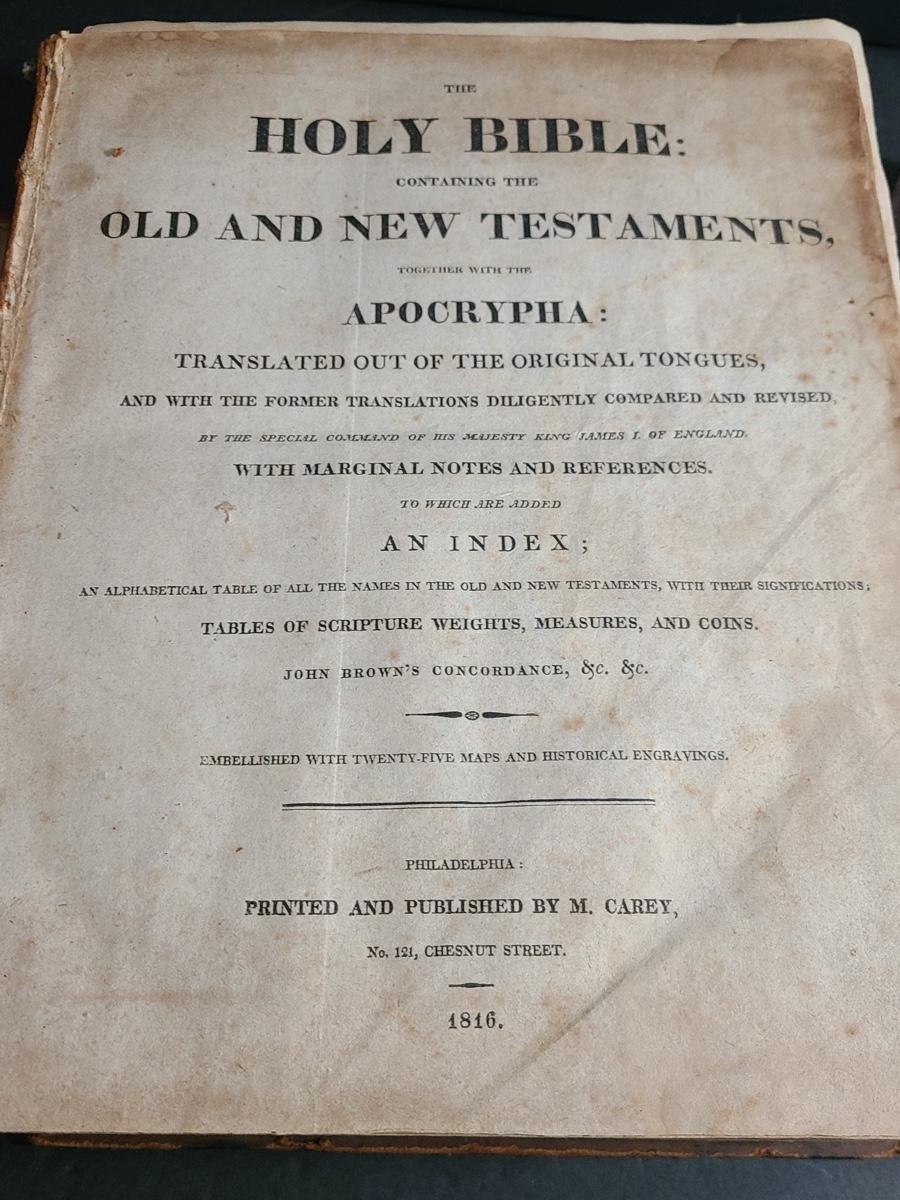 THE
HOLY BIBLE:
CONTAINING THE
OLD AND NEW TESTAMENTS,
TOGETHER WITH THE
APOCRYPHA:
TRANSLATED OUT OF THE ORIGINAL TONGUES,
AND WITH THE FORMER TRANSLATIONS DILIGENTLY COMPARED AND REVISED,
BY THE SPECIAL COMMAND OF HIS MAJESTY KING JAMES I. OF ENGLAND.
WITH MARGINAL NOTES AND REFERENCES.
TO WHICH ARE ADDED
AN INDEX;
AN ALPHABETICAL TABLE OF ALL THE NAMES IN THE OLD AND NEW TESTAMENTS, WITH THEIR SIGNIFICATIONS;
TABLES OF SCRIPTURE WEIGHTS, MEASURES, AND COINS.
JOHN BROWN'S CONCORDANCE, &c. &c.
EMBELLISHED WITH TWENTY-FIVE MAPS AND HISTORICAL ENGRAVINGS.
PHILADELPHIA:
PRINTED AND PUBLISHED BY M. CAREY,
No. 121, CHESNUT STREET.
1816.